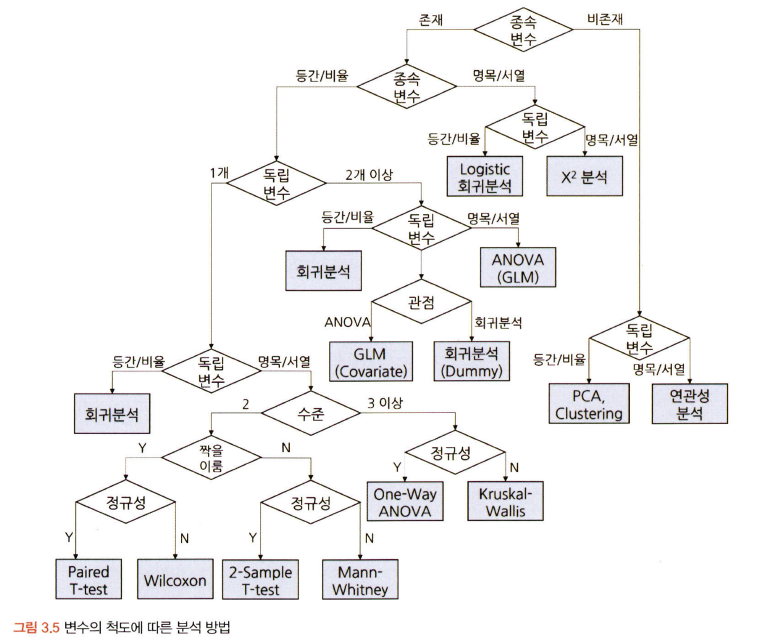 종속
변수
존재
비존재
종속
변수
등간/비율
명목/서열
독립
변수
등간/비율
명목/서열
Logistic
회귀분석
X² 분석
독립
변수
1개
2개 이상
독립
변수
등간/비율
명목/서열
회귀분석
ANOVA
(GLM)
관점
ANOVA
회귀분석
GLM
(Covariate)
회귀분석
(Dummy)
독립
변수
등간/비율
명목/서열
PCA,
Clustering
연관성
분석
독립
변수
등간/비율
명목/서열
회귀분석
수준
2
3 이상
짝을
이룸
Y
N
정규성
Y
N
One-Way
ANOVA
Kruskal-
Wallis
정규성
Y
N
정규성
Y
N
Paired
T-test
Wilcoxon
2-Sample
T-test
Mann-
Whitney
그림 3.5 변수의 척도에 따른 분석 방법